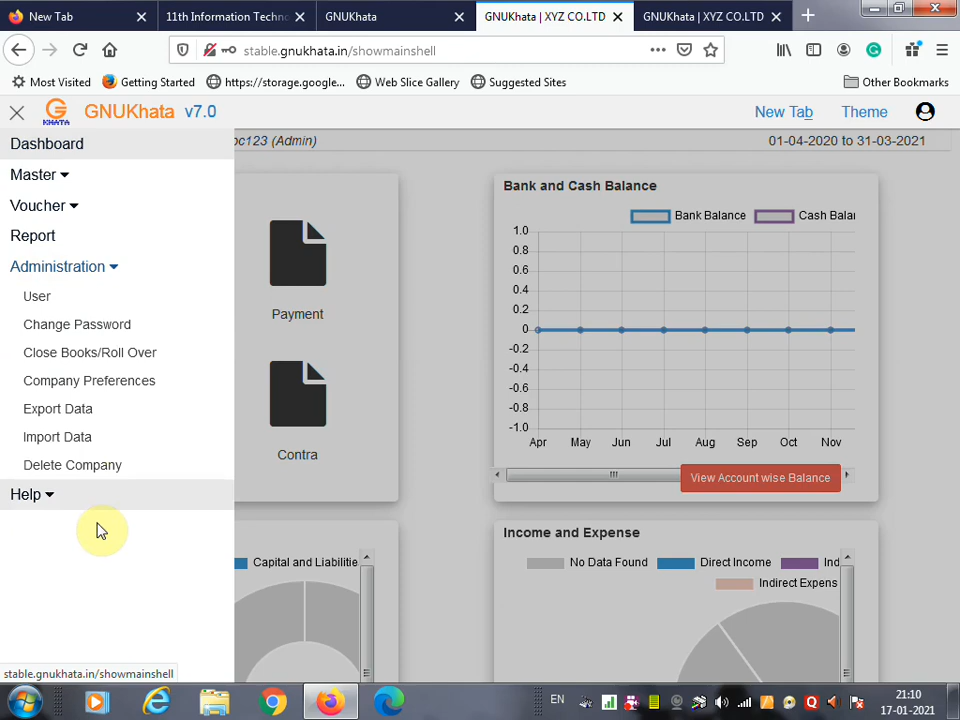 New Tab
11th Information Techno
GNUKhata
GNUKhata | XYZ CO.LTD
GNUKhata | XYZ CO.LTD
stable.gnukhata.in/showmainshell
Most Visited
Getting Started
https://storage.google...
Web Slice Gallery
Suggested Sites
Other Bookmarks
KHATA
GNUKhata v7.0
New Tab
Theme
Dashboard
oc123 (Admin)
01-04-2020 to 31-03-2021
Master
Voucher
Report
Administration
User
Change Password
Close Books/Roll Over
Company Preferences
Export Data
Import Data
Delete Company
Help
Payment
Contra
Bank and Cash Balance
Bank Balance
Cash Balar
1.0
0.8
0.6
0.4
0.2
0
-0.2
-0.4
-0.6
-0.8
-1.0
Apr May Jun Jul Aug Sep Oct Nov
View Account wise Balance
Capital and Liabilitie
Income and Expense
No Data Found
Direct Income
Ind
Indirect Expens
stable.gnukhata.in/showmainshell
EN
21:10
17-01-2021